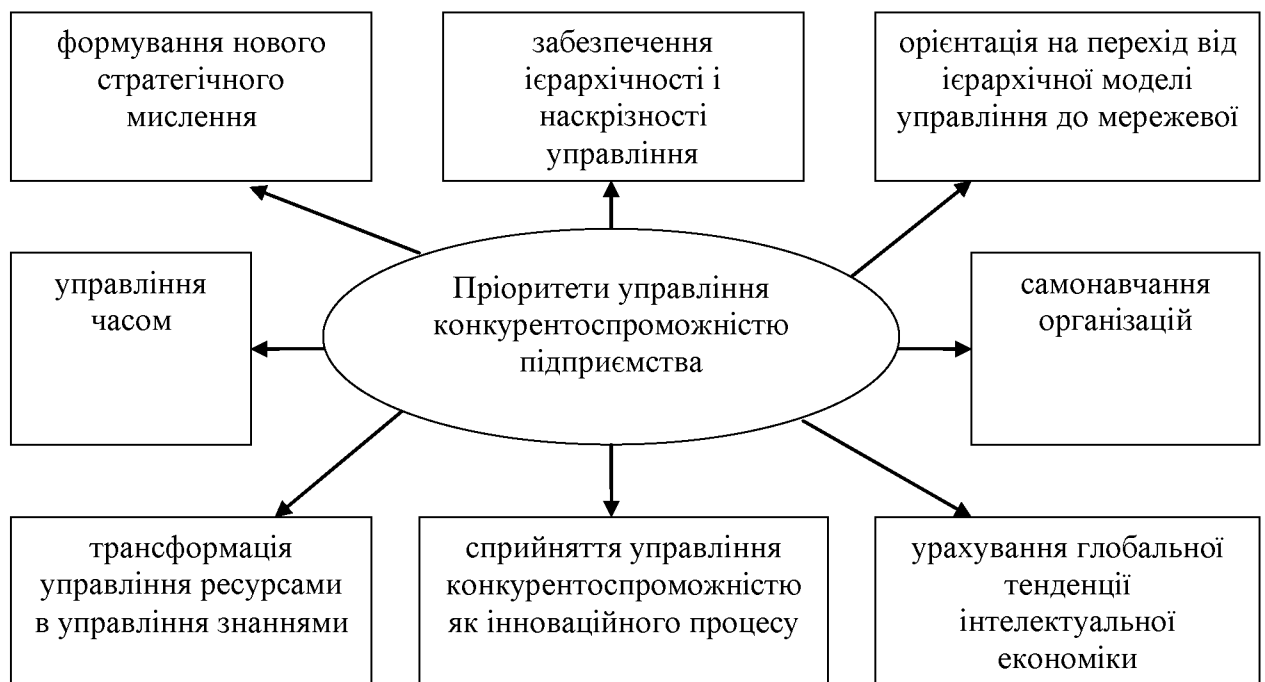 формування нового
стратегічного
мислення
забезпечення
ієрархічності і
наскрізності
управління
орієнтація на перехід від
ієрархічної моделі
управління до мережевої
управління
часом
Пріоритети управління
конкурентоспроможністю
підприємства
самонавчання
організацій
трансформація
управління ресурсами
в управління знаннями
сприйняття управління
конкурентоспроможністю
як інноваційного процесу
урахування глобальної
тенденції
інтелектуальної
економіки